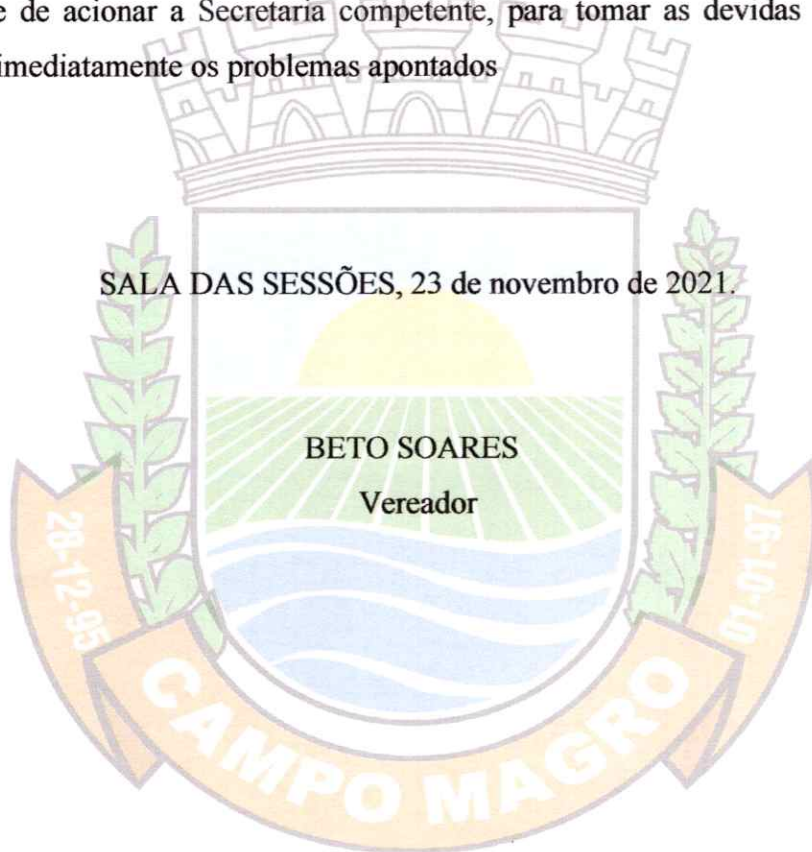 de acionar a Secretaria competente, para tomar as devidas
imediatamente os problemas apontados
SALA DAS SESSÕES, 23 de novembro de 2021.
BETO SOARES
Vereador
28-12-95
01-01-97
CAMPO MAGRO